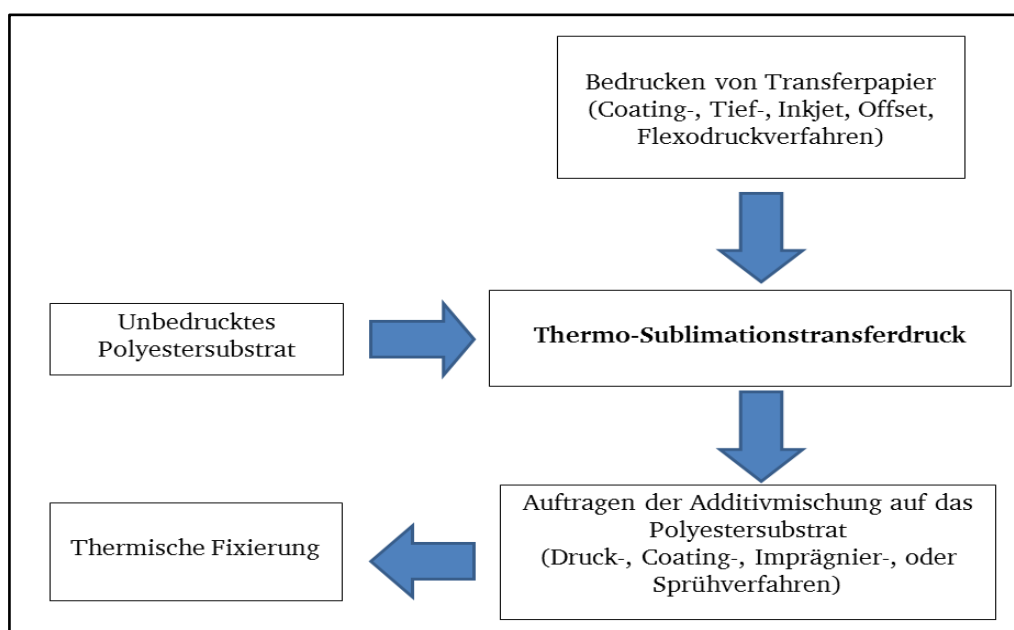 Bedrucken von Transferpapier
(Coating-, Tief-, Inkjet, Offset,
Flexodruckverfahren)
Unbedrucktes
Polyestersubstrat
Thermo-Sublimationstransferdruck
Auftragen der Additivmischung auf das
Polyestersubstrat
(Druck-, Coating-, Imprägnier-, oder
Sprühverfahren)
Thermische Fixierung